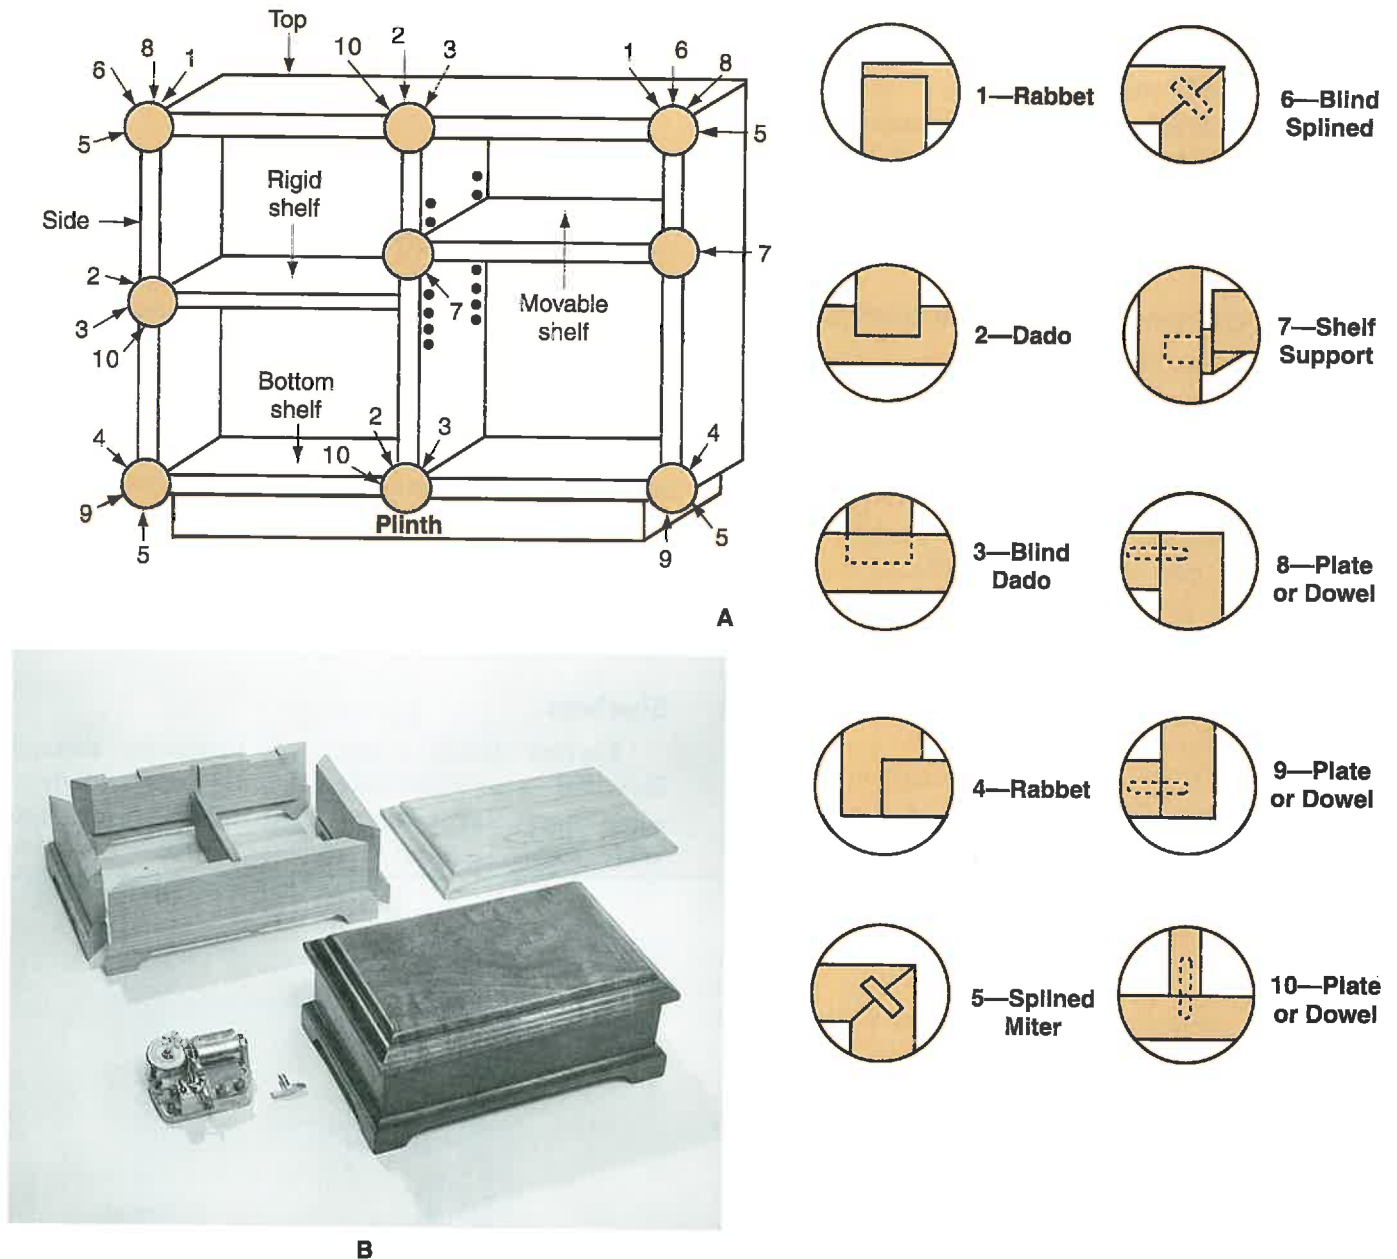 Top
6
8
1
10
2
3
1
6
8
5
5
Side
Rigid
shelf
2
3
10
7
7
Movable
shelf
Bottom
shelf
4
9
5
10
2
3
4
9
5
Plinth
A
B
1—Rabbet
6—Blind
Splined
2—Dado
7—Shelf
Support
3—Blind
Dado
8—Plate
or Dowel
4—Rabbet
9—Plate
or Dowel
5—Splined
Miter
10—Plate
or Dowel